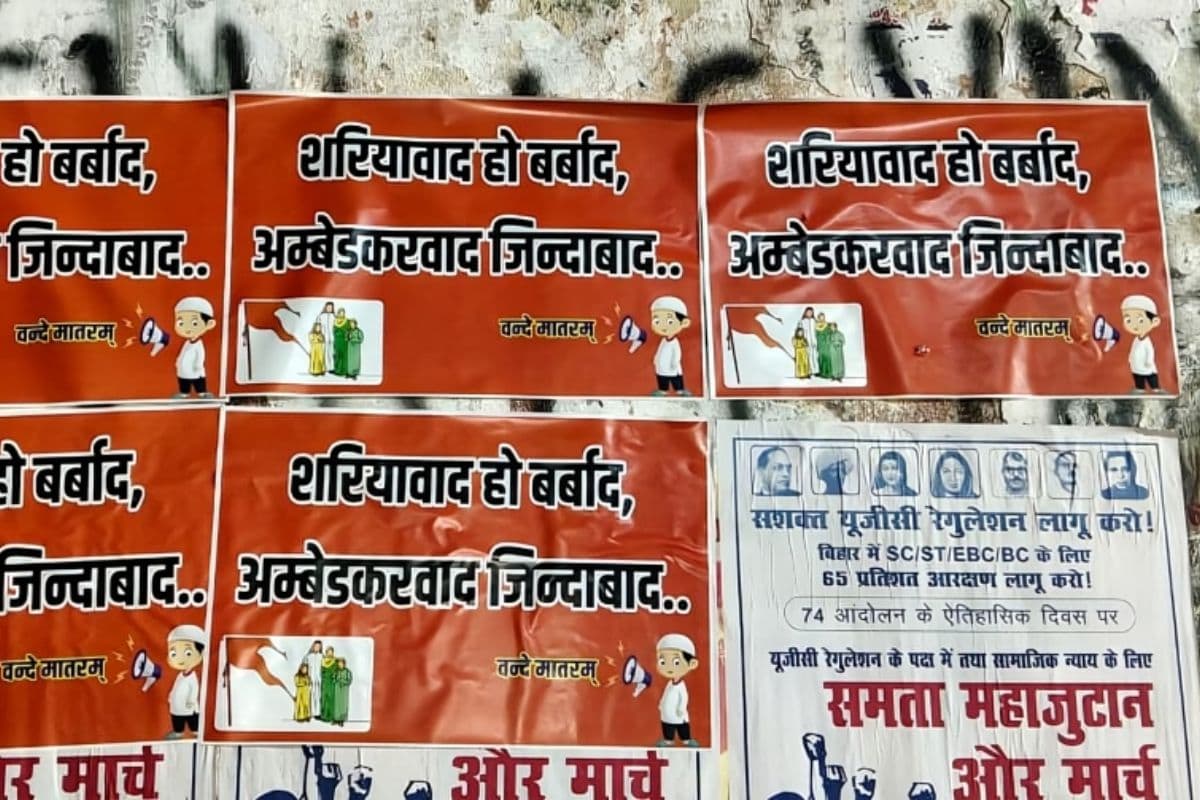 हो बर्बाद,
जिन्दाबाद..
वन्दे मातरम्
शरियावाद हो बर्बाद,
अम्बेडकरवाद जिन्दाबाद..
वन्दे मातरम्
शरियावाद हो बर्बाद,
अम्बेडकरवाद जिन्दाबाद..
वन्दे मातरम्
हो बर्बाद,
जिन्दाबाद..
वन्दे मातरम्
शरियावाद हो बर्बाद,
अम्बेडकरवाद जिन्दाबाद..
वन्दे मातरम्
सशक्त यूजीसी रेगुलेशन लागू करो!
बिहार में SC/ST/EBC/BC के लिए
65 प्रतिशत आरक्षण लागू करो!
74 आंदोलन के ऐतिहासिक दिवस पर
यूजीसी रेगुलेशन के पक्ष में तथा सामाजिक न्याय के लिए
समता महाजुटान
और मार्च
मार्च
और मार्च